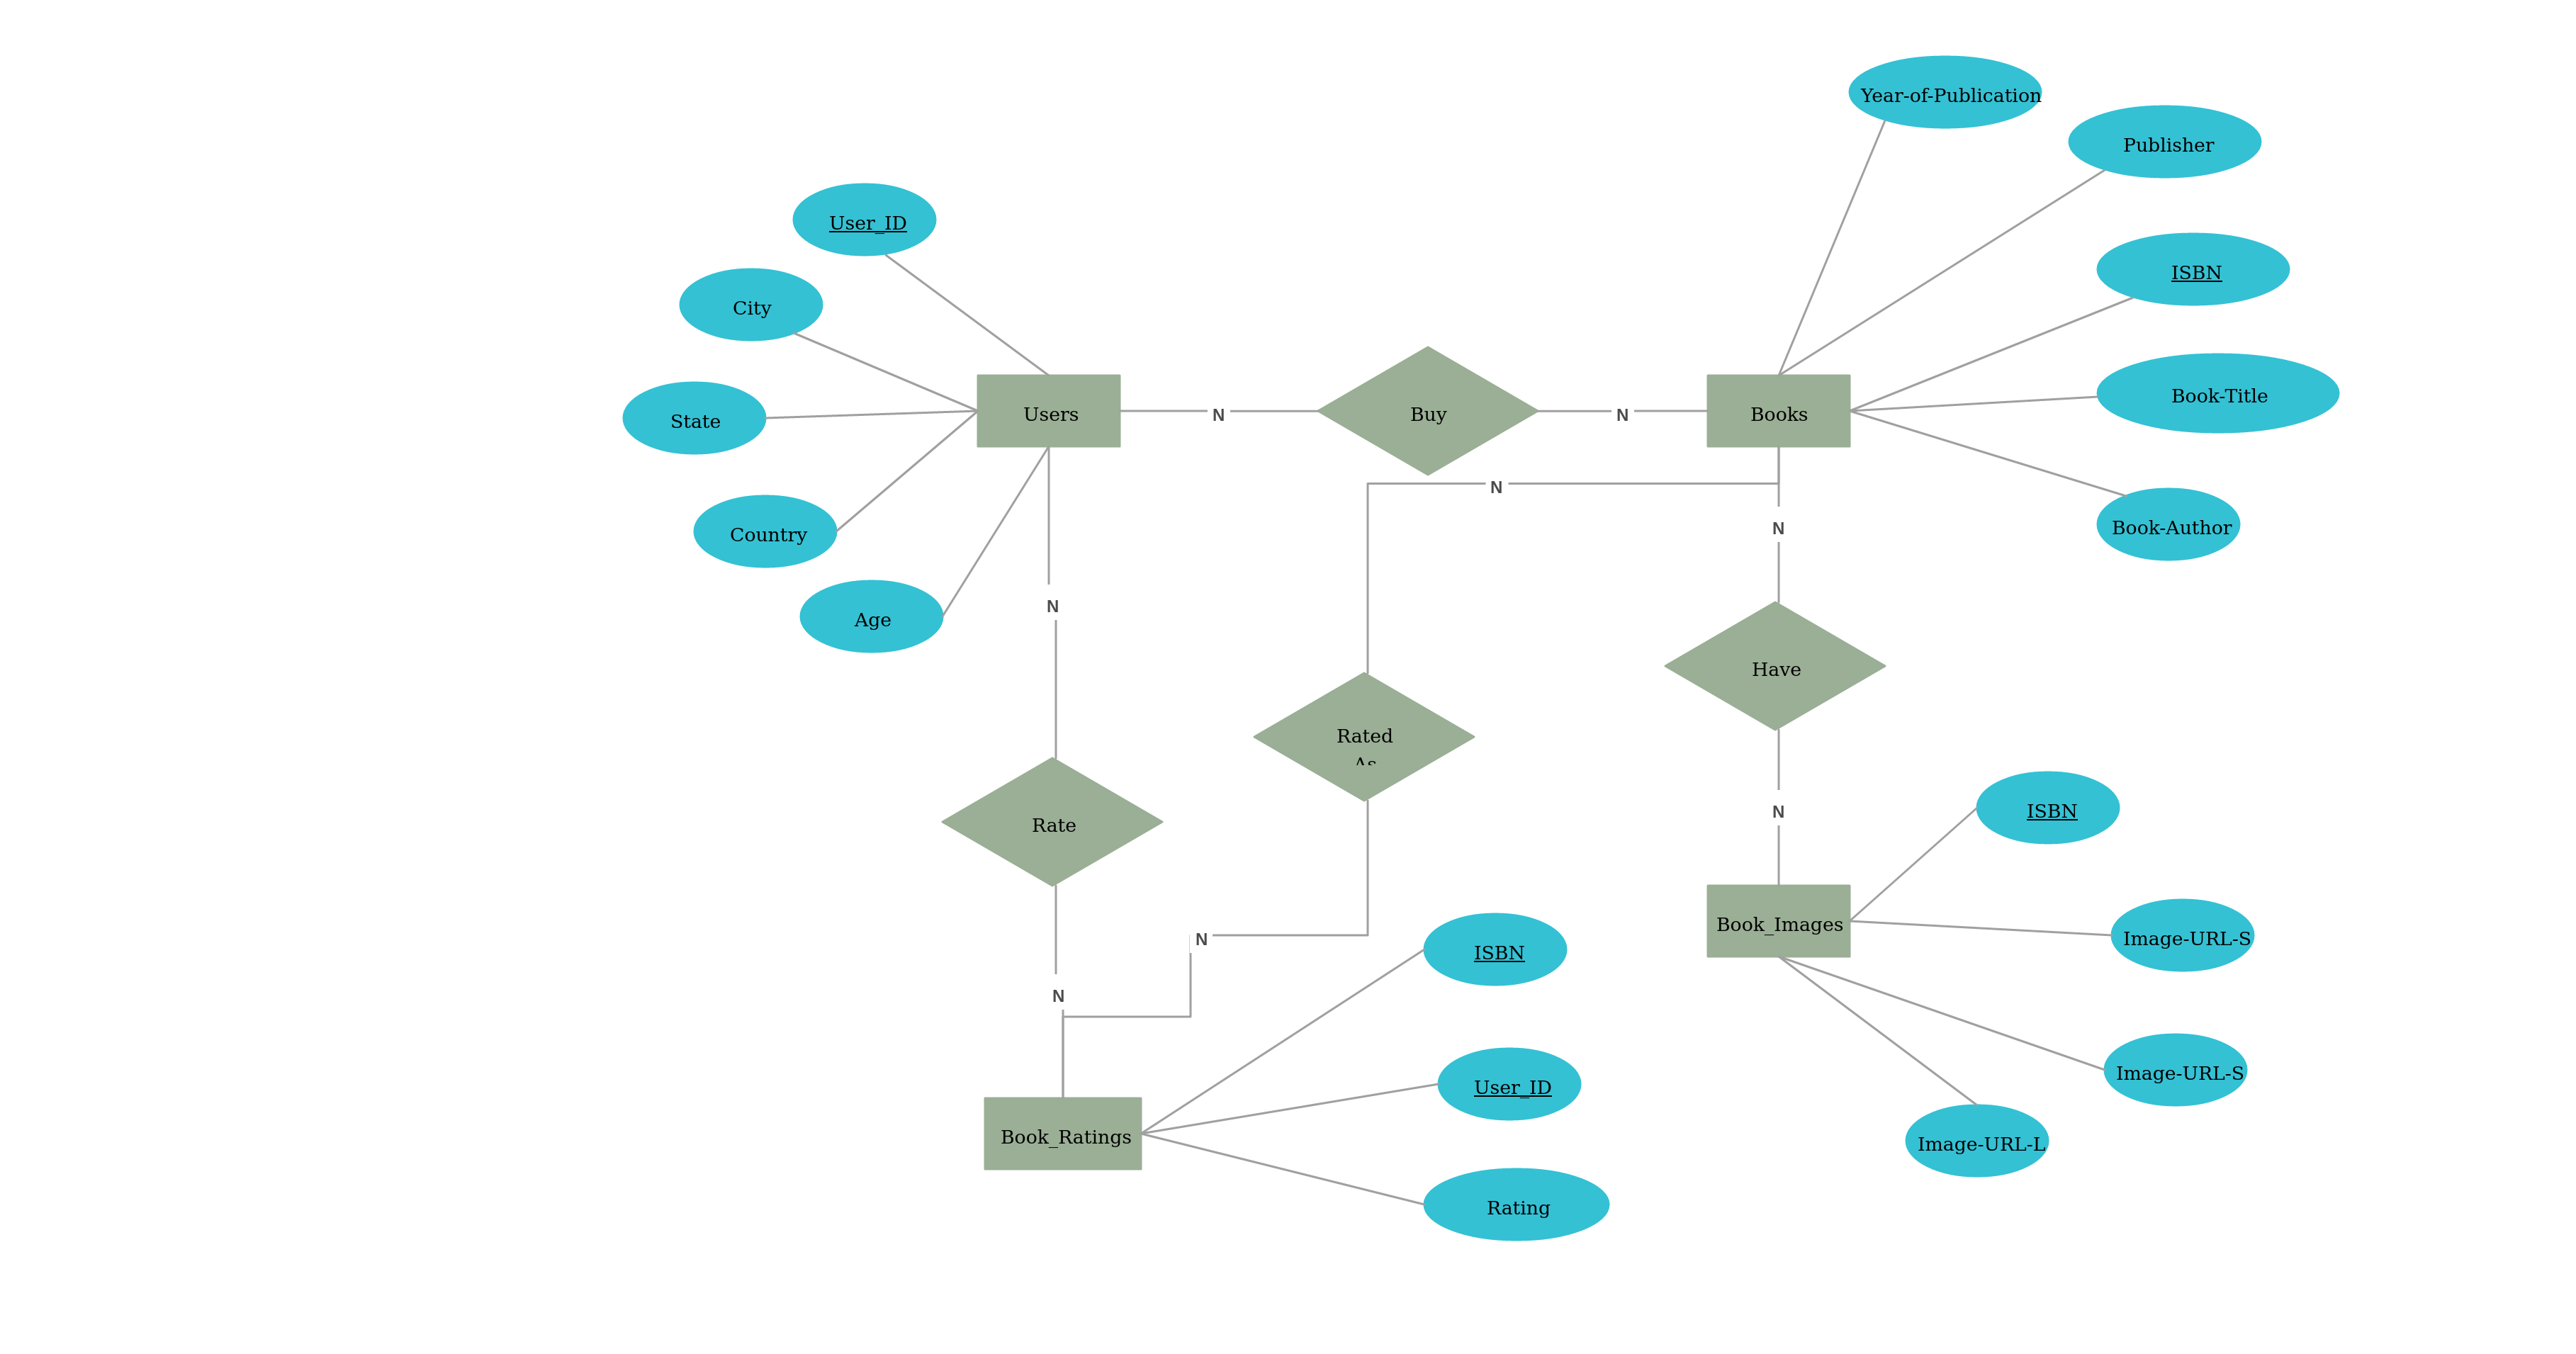 Year-of-Publication
Publisher
User_ID
ISBN
City
Book-Title
State
Users
N
Buy
N
Books
Country
N
N
Book-Author
Age
N
Have
Rated
As
Rate
N
ISBN
N
ISBN
Book_Images
Image-URL-S
N
User_ID
Image-URL-S
Book_Ratings
Image-URL-L
Rating